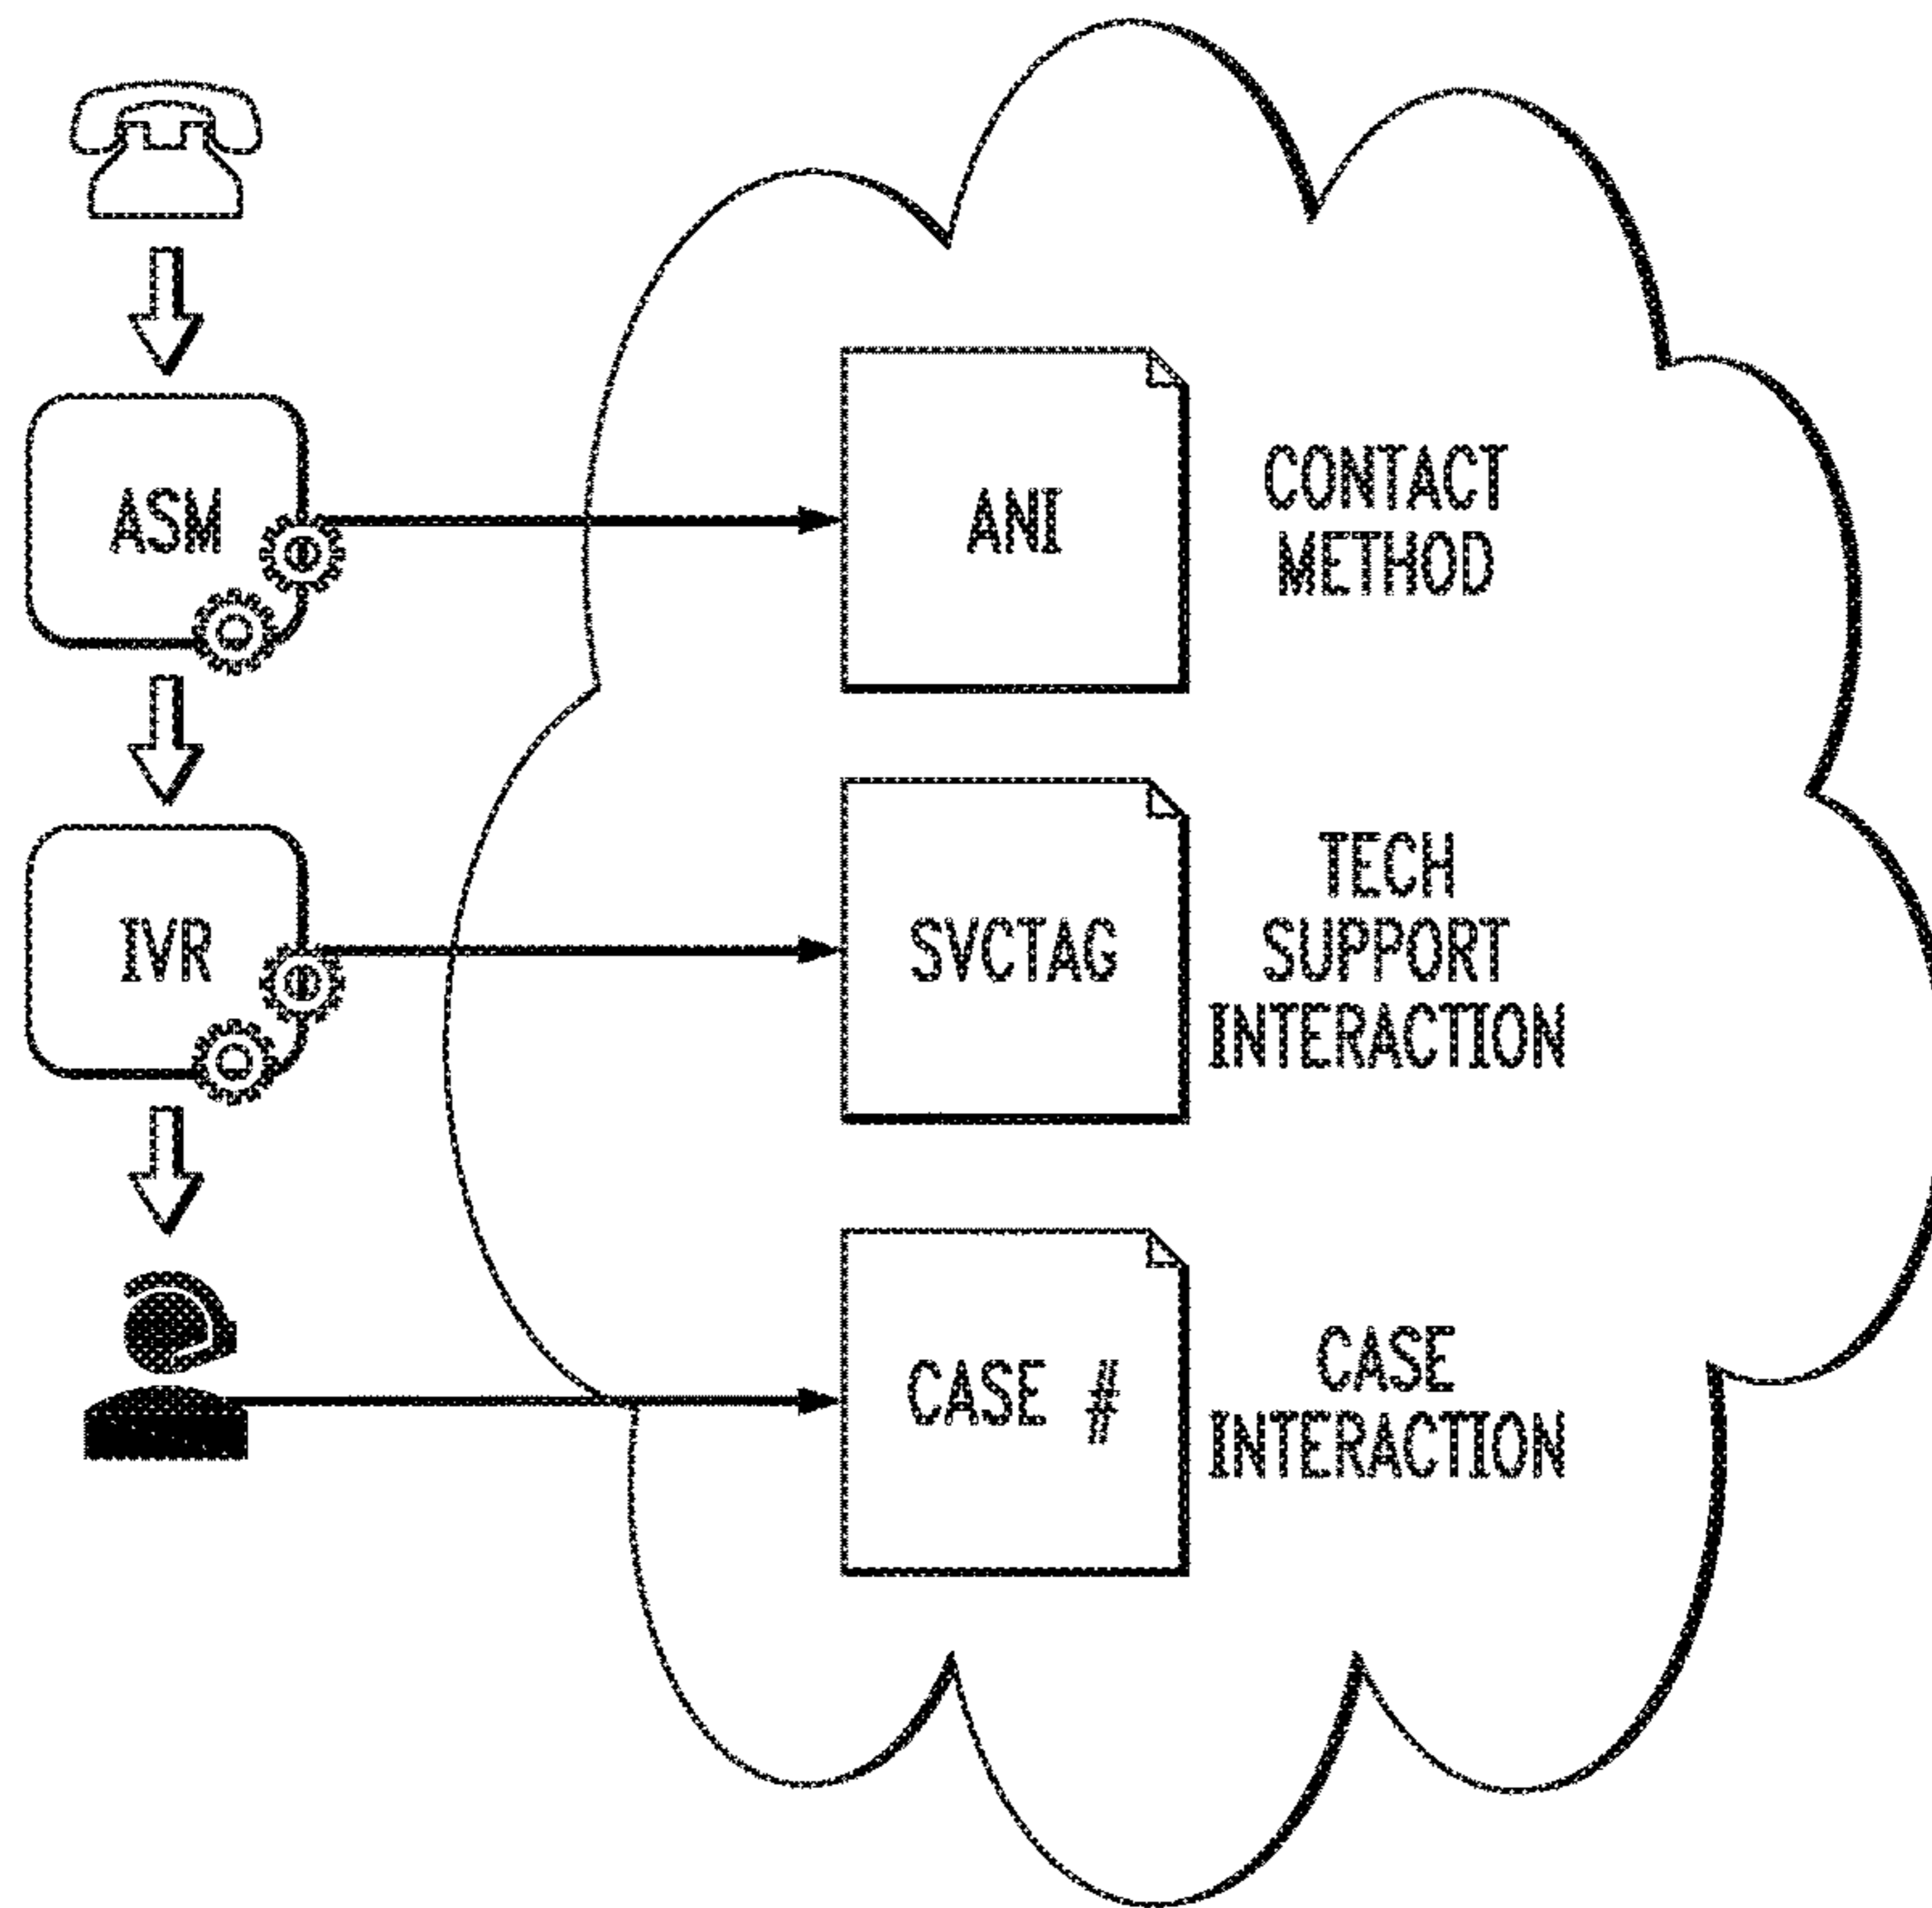 ASM
ANI
CONTACT
METHOD
IVR
SVCTAG
TECH
SUPPORT
INTERACTION
CASE #
CASE
INTERACTION